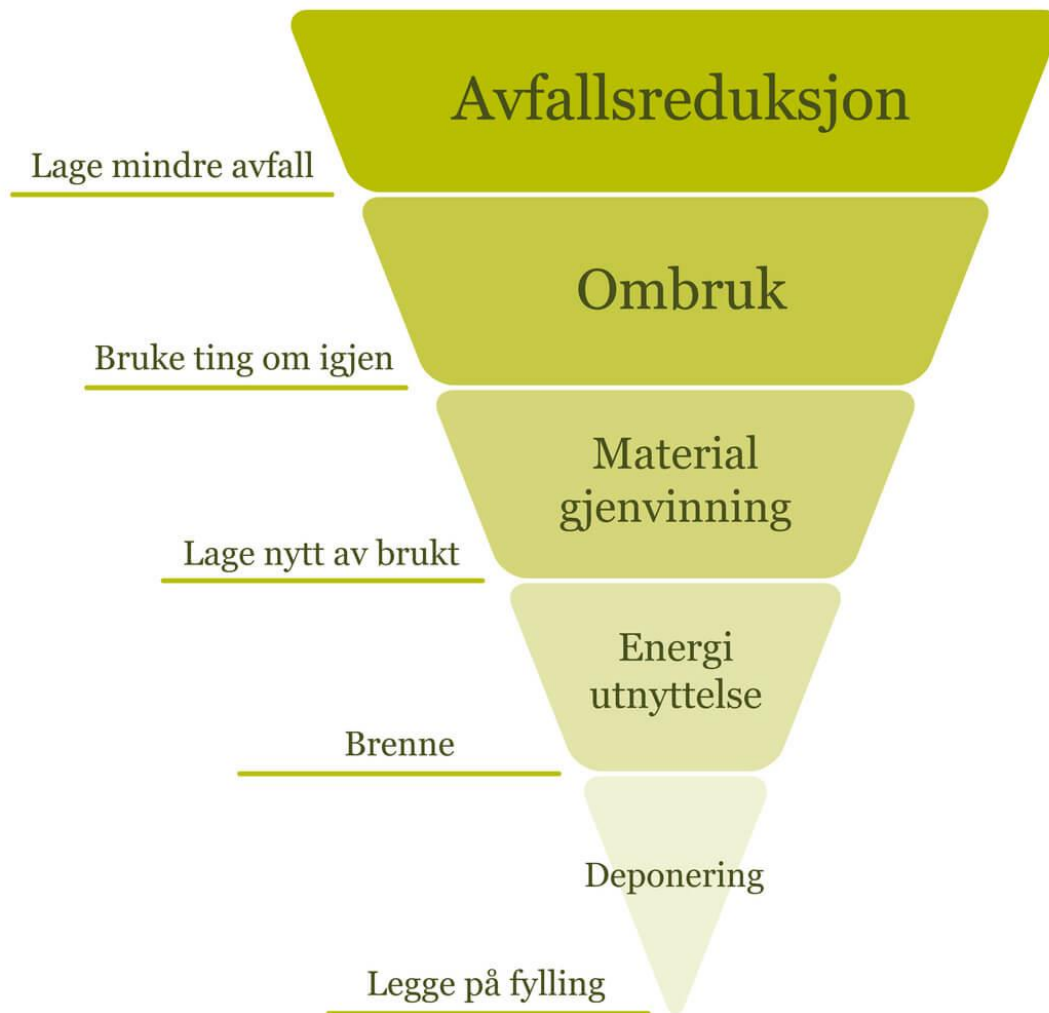 Avfallsreduksjon
Lage mindre avfall
Ombruk
Bruke ting om igjen
Material
gjenvinning
Lage nytt av brukt
Energi
utnyttelse
Brenne
Deponering
Legge på fylling